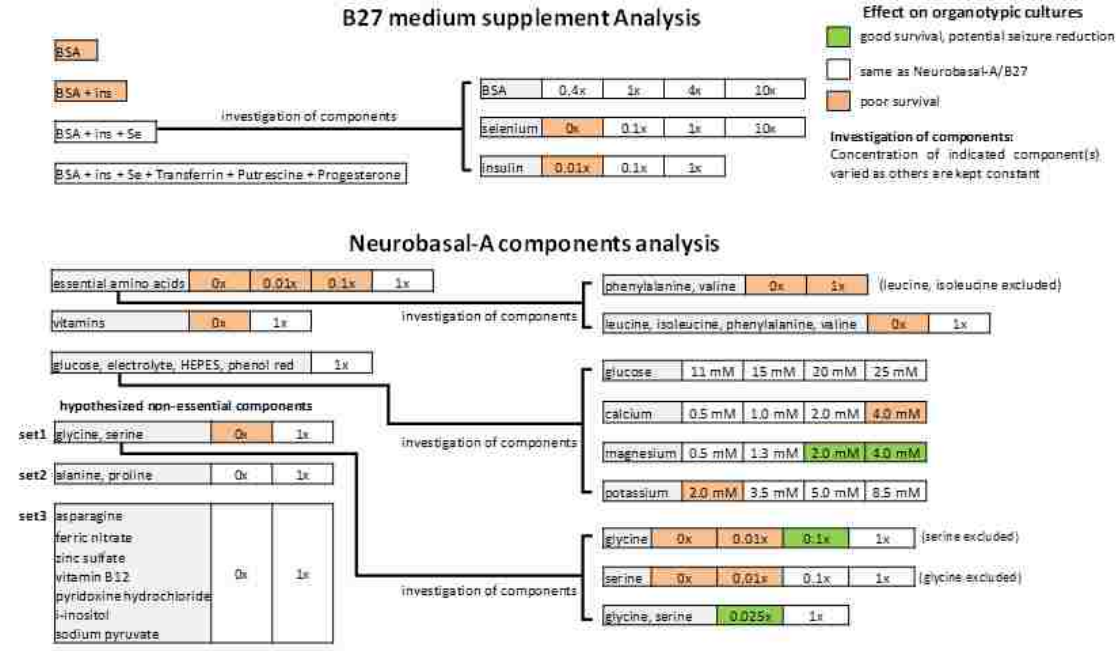 B27 medium supplement Analysis
Effect on organotypic cultures
good survival, potential seizure reduction
same as Neurobasal-A/B27
poor survival
Investigation of components:
Concentration of indicated component(s)
varied as others are kept constant
BSA
BSA + ins
BSA + ins + Se
BSA + ins + Se + Transferrin + Putrescine + Progesterone
investigation of components
BSA 0.4x 1x 4x 10x
selenium 0x 0.1x 1x 10x
insulin 0.01x 0.1x 1x
Neurobasal-A components analysis
essential amino acids 0x 0.01x 0.1x 1x
vitamins 0x 1x
glucose, electrolyte, HEPES, phenol red 1x
investigation of components
phenylalanine, valine 0x 1x (leucine, isoleucine excluded)
leucine, isoleucine, phenylalanine, valine 0x 1x
hypothesized non-essential components
set1 glycine, serine 0x 1x
set2 alanine, proline 0x 1x
set3 asparagine
ferric nitrate
zinc sulfate
vitamin B12 0x 1x
pyridoxine hydrochloride
i-inositol
sodium pyruvate
investigation of components
glucose 11 mM 15 mM 20 mM 25 mM
calcium 0.5 mM 1.0 mM 2.0 mM 4.0 mM
magnesium 0.5 mM 1.3 mM 2.0 mM 4.0 mM
potassium 2.0 mM 3.5 mM 5.0 mM 8.5 mM
investigation of components
glycine 0x 0.01x 0.1x 1x (serine excluded)
serine 0x 0.01x 0.1x 1x (glycine excluded)
glycine, serine 0.025x 1x